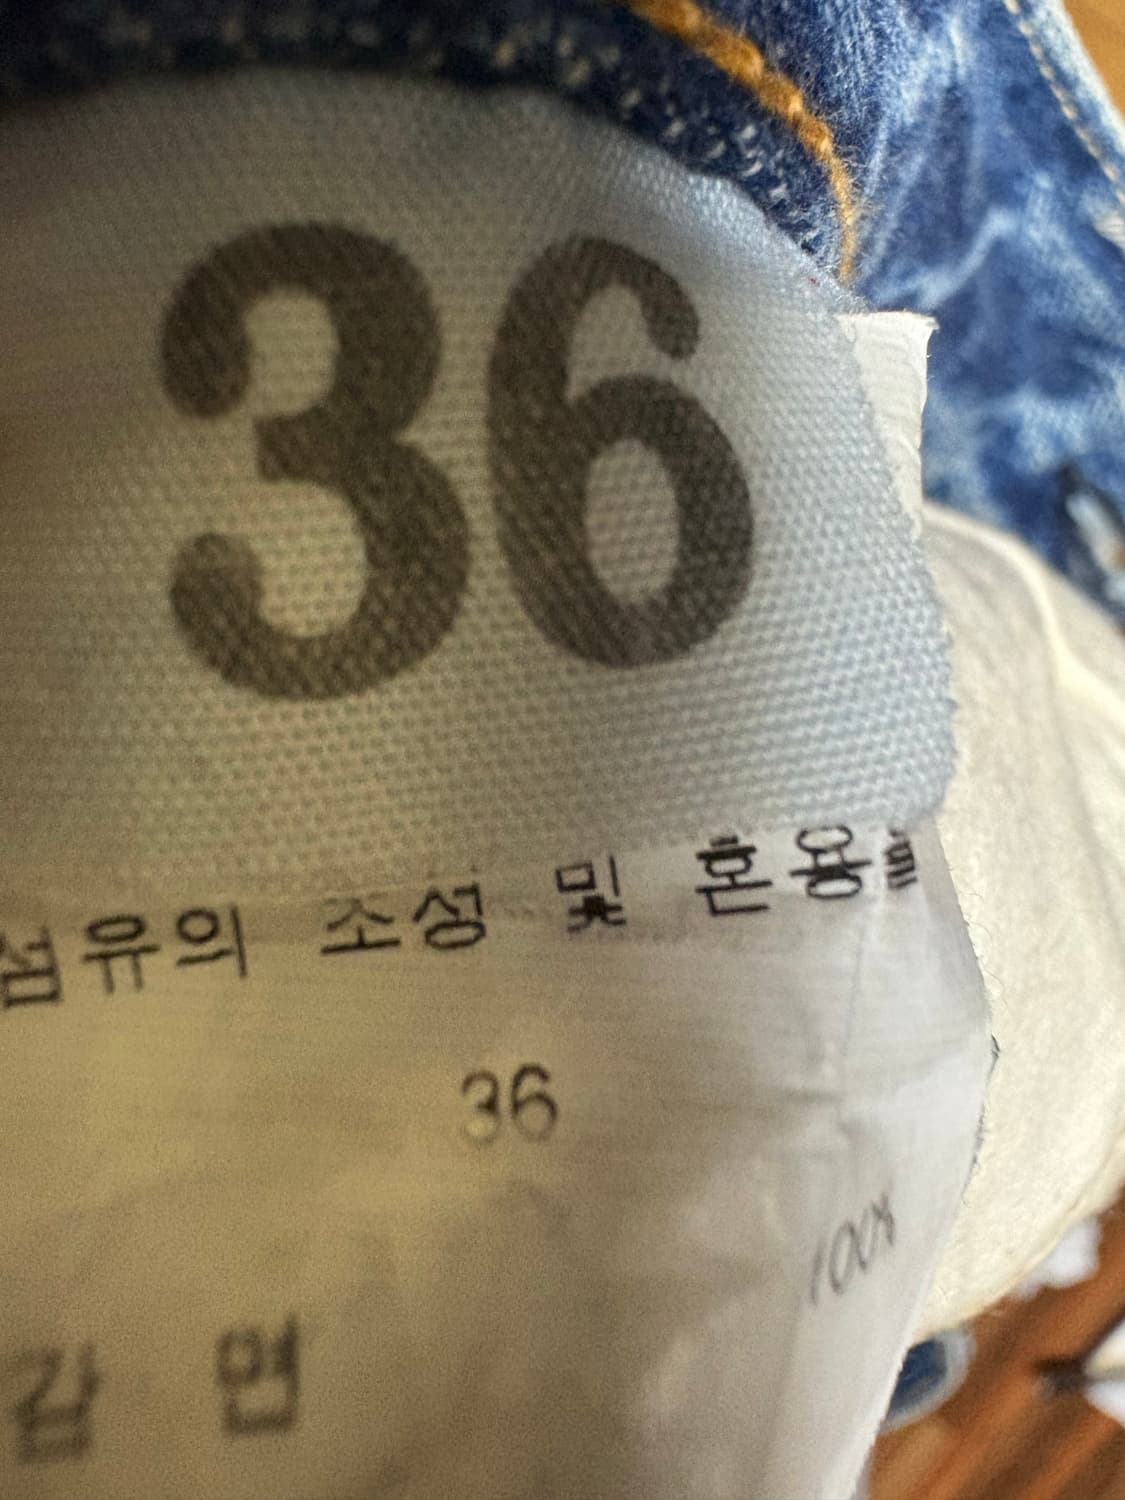 36
섬유의 조성 및 혼용률
36
100%
감 면